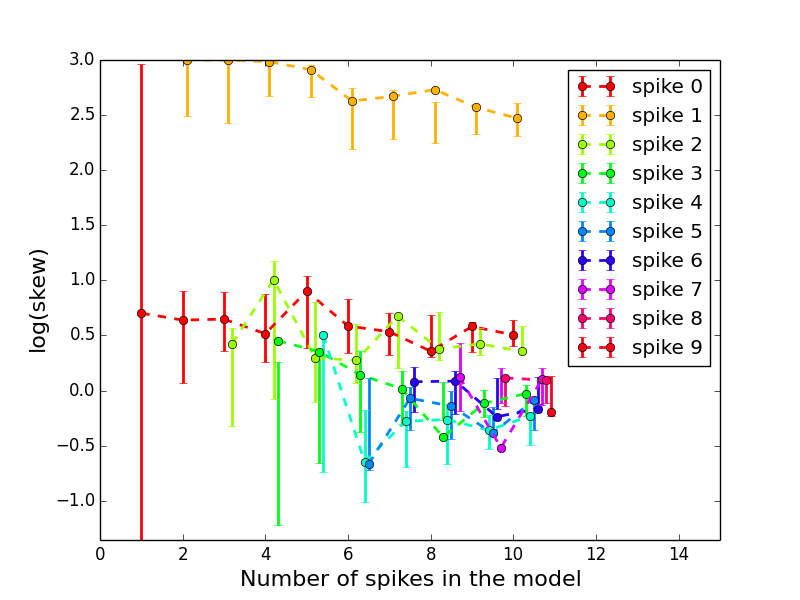 3.0
2.5
2.0
1.5
1.0
0.5
0.0
−0.5
−1.0
log(skew)
0 2 4 6 8 10 12 14
Number of spikes in the model
spike 0
spike 1
spike 2
spike 3
spike 4
spike 5
spike 6
spike 7
spike 8
spike 9